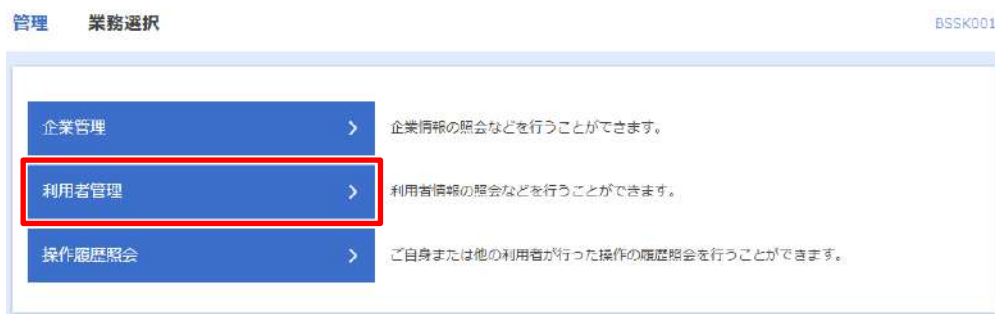 管理 業務選択 BSSK001
企業管理 企業情報の照会などを行うことができます。
利用者管理 利用者情報の照会などを行うことができます。
操作履歴照会 ご自身または他の利用者が行った操作の履歴照会を行うことができます。